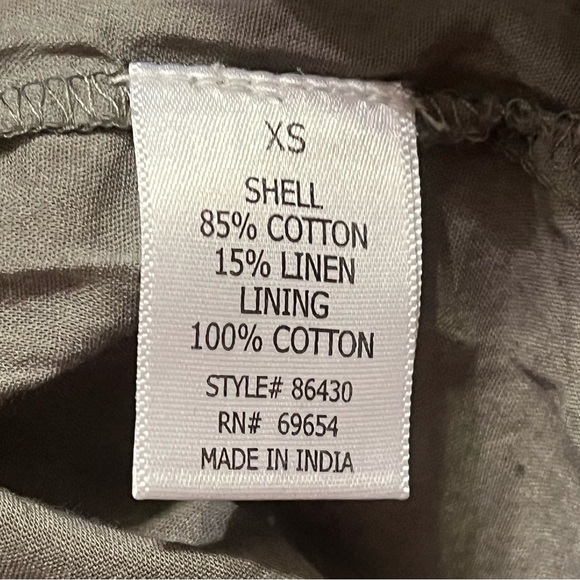 XS
SHELL
85% COTTON
15% LINEN
LINING
100% COTTON
STYLE# 86430
RN# 69654
MADE IN INDIA